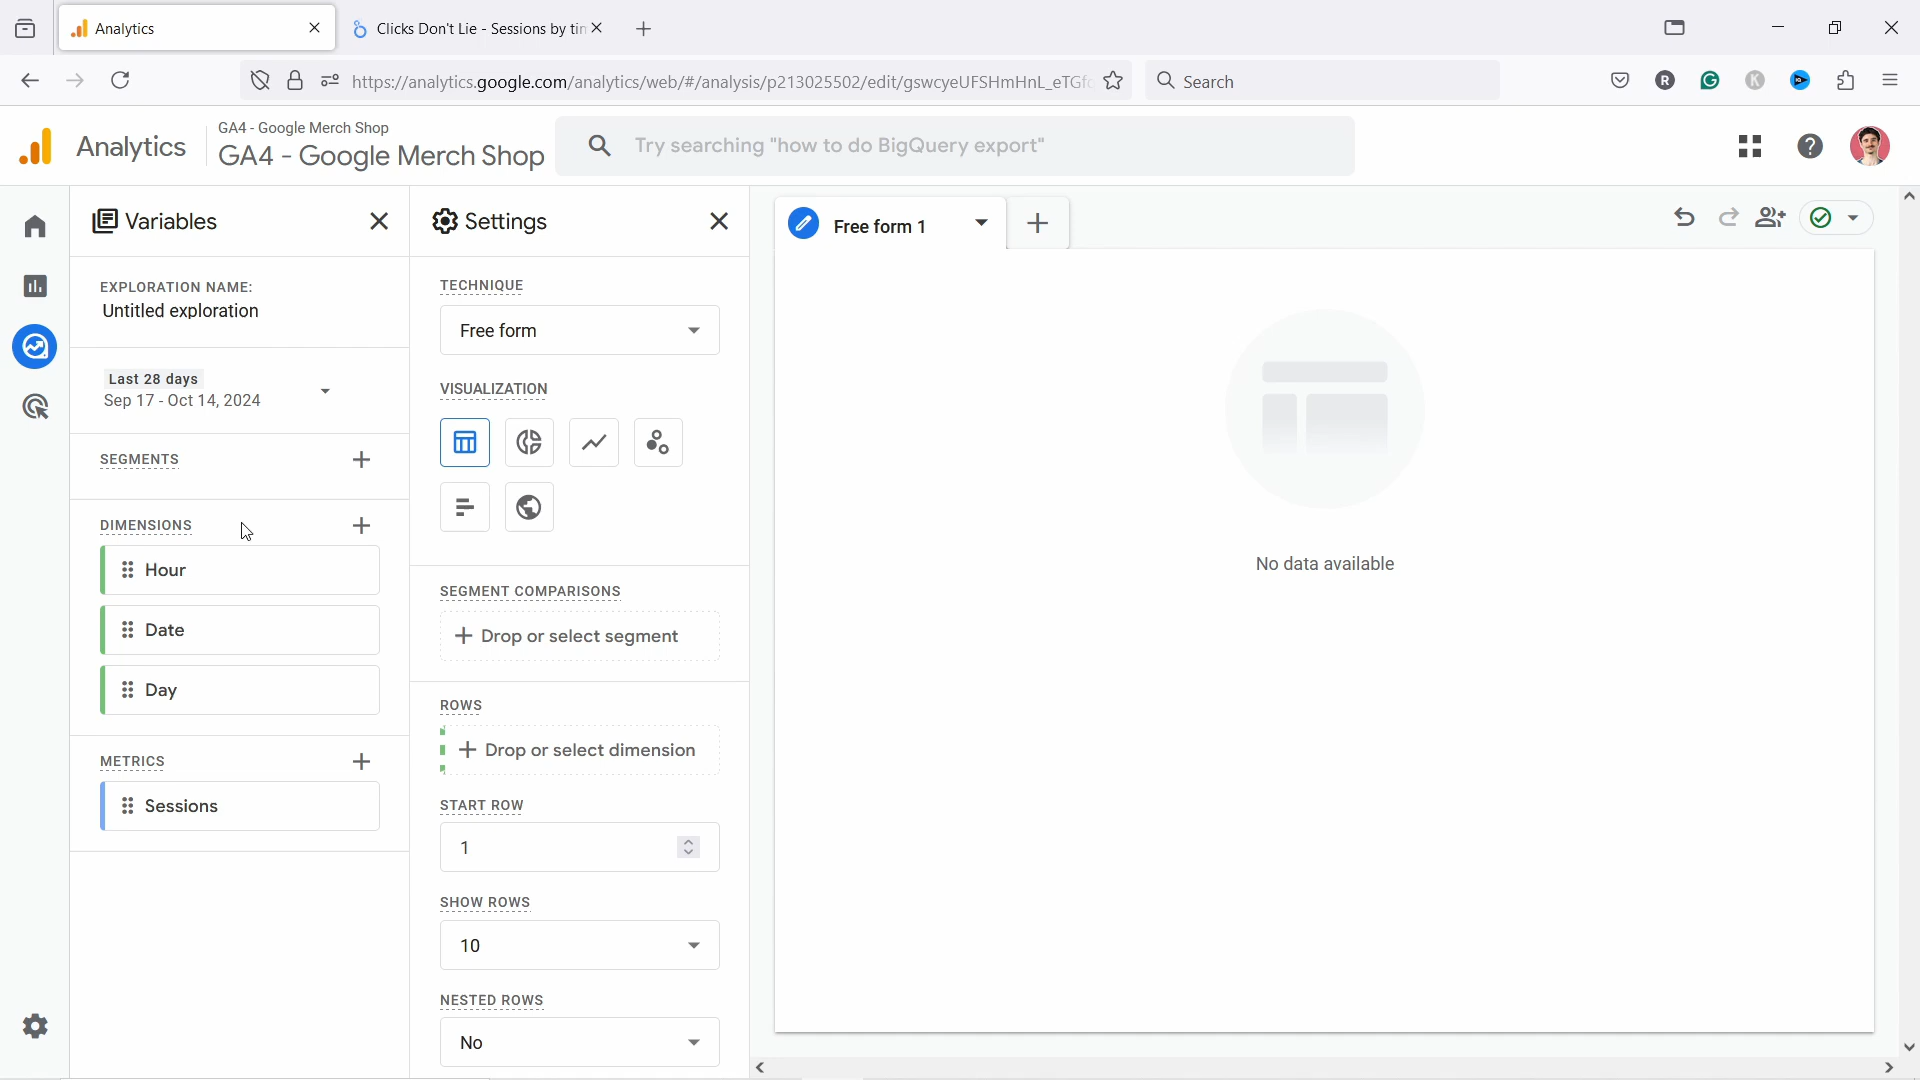 Analytics
Clicks Don't Lie - Sessions by tin
https://analytics.google.com/analytics/web/#/analysis/p213025502/edit/gswcyeUFSHmHnL_eTGfc
Search
Analytics
GA4 - Google Merch Shop
GA4 - Google Merch Shop
Try searching "how to do BigQuery export"
Variables
Settings
Free form 1
EXPLORATION NAME:
Untitled exploration
TECHNIQUE
Free form
Last 28 days
Sep 17 - Oct 14, 2024
VISUALIZATION
SEGMENTS
DIMENSIONS
Hour
Date
Day
No data available
SEGMENT COMPARISONS
Drop or select segment
ROWS
Drop or select dimension
METRICS
Sessions
START ROW
1
SHOW ROWS
10
NESTED ROWS
No